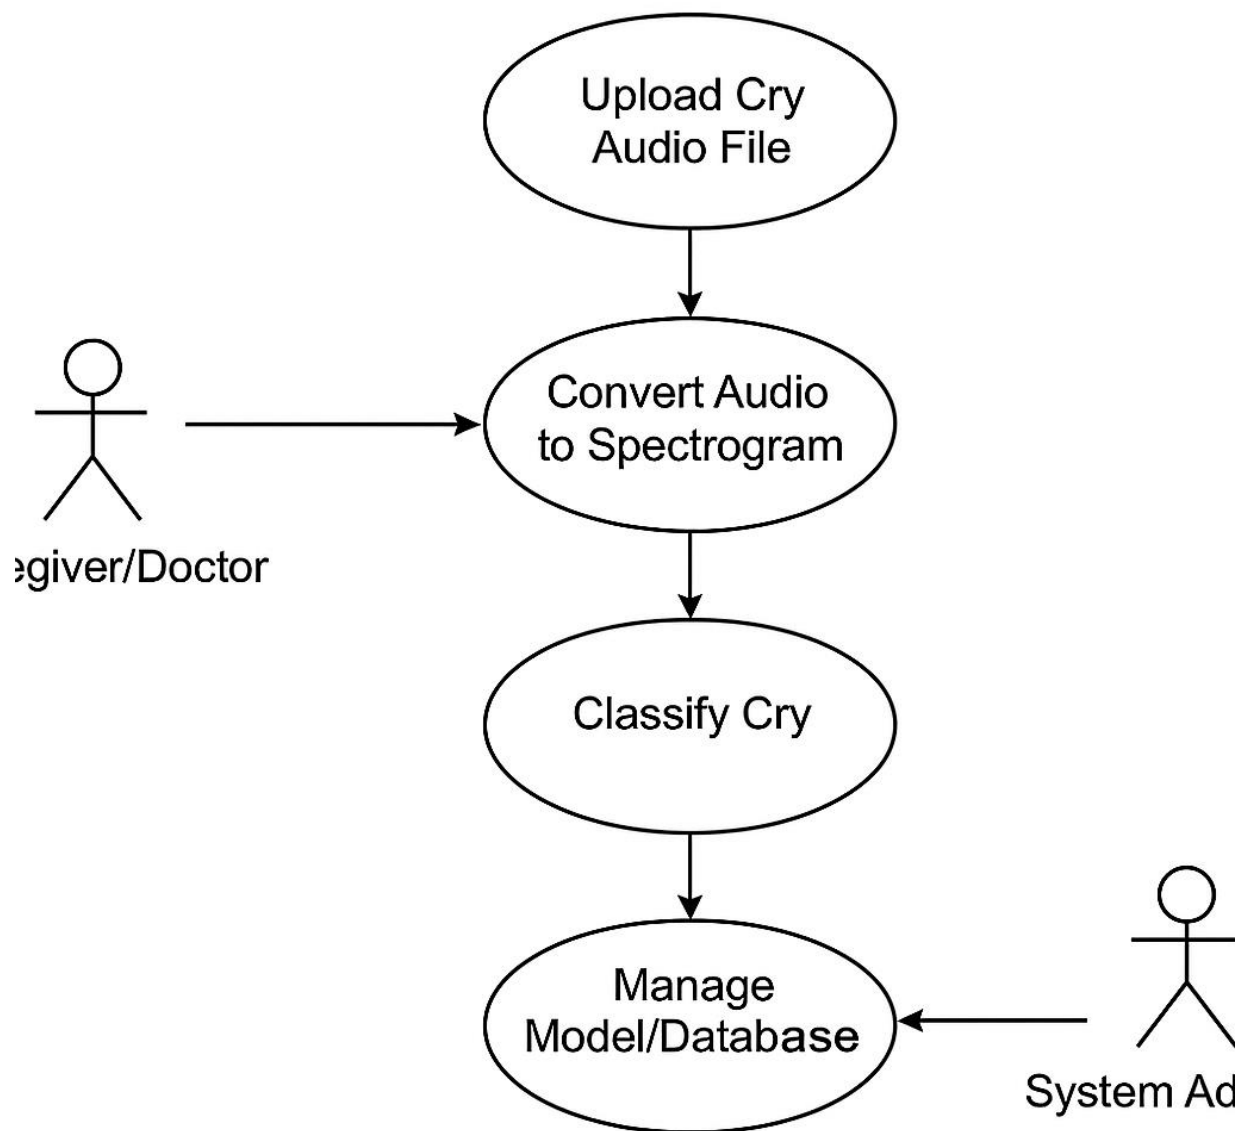 Upload Cry
Audio File
Convert Audio
to Spectrogram
egiver/Doctor
Classify Cry
Manage
Model/Database
System Ad